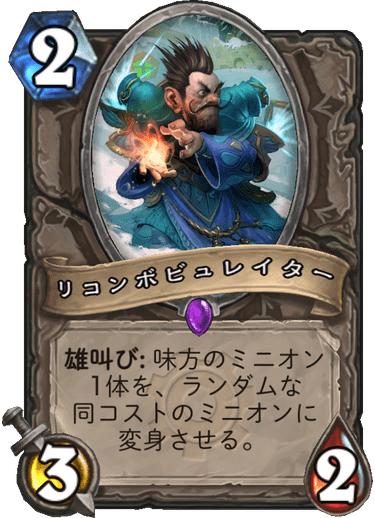 2
リコンボビュレイター
雄叫び: 味方のミニオン
1体を、ランダムな
同コストのミニオンに
変身させる。
3
2